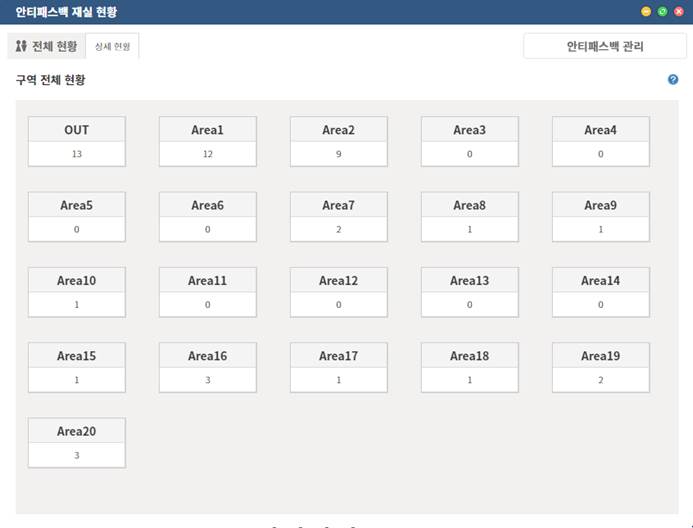 안티패스백 재실 현황
전체 현황 상세 현황 안티패스백 관리
구역 전체 현황
OUT Area1 Area2 Area3 Area4
13 12 9 0 0
Area5 Area6 Area7 Area8 Area9
0 0 2 1 1
Area10 Area11 Area12 Area13 Area14
1 0 0 0 0
Area15 Area16 Area17 Area18 Area19
1 3 1 1 2
Area20
3